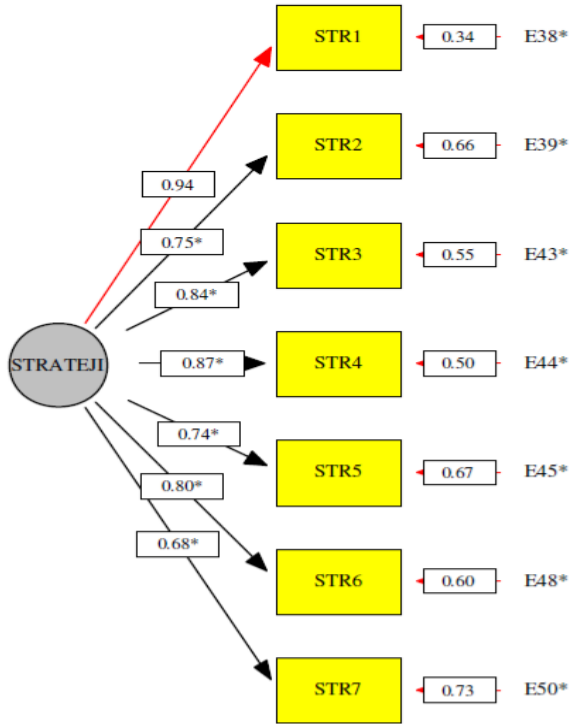 STR1 0.34 E38*
0.94
STR2 0.66 E39*
0.75*
STR3 0.55 E43*
0.84*
STRATEJI 0.87* STR4 0.50 E44*
0.74*
STR5 0.67 E45*
0.80*
0.68*
STR6 0.60 E48*
STR7 0.73 E50*